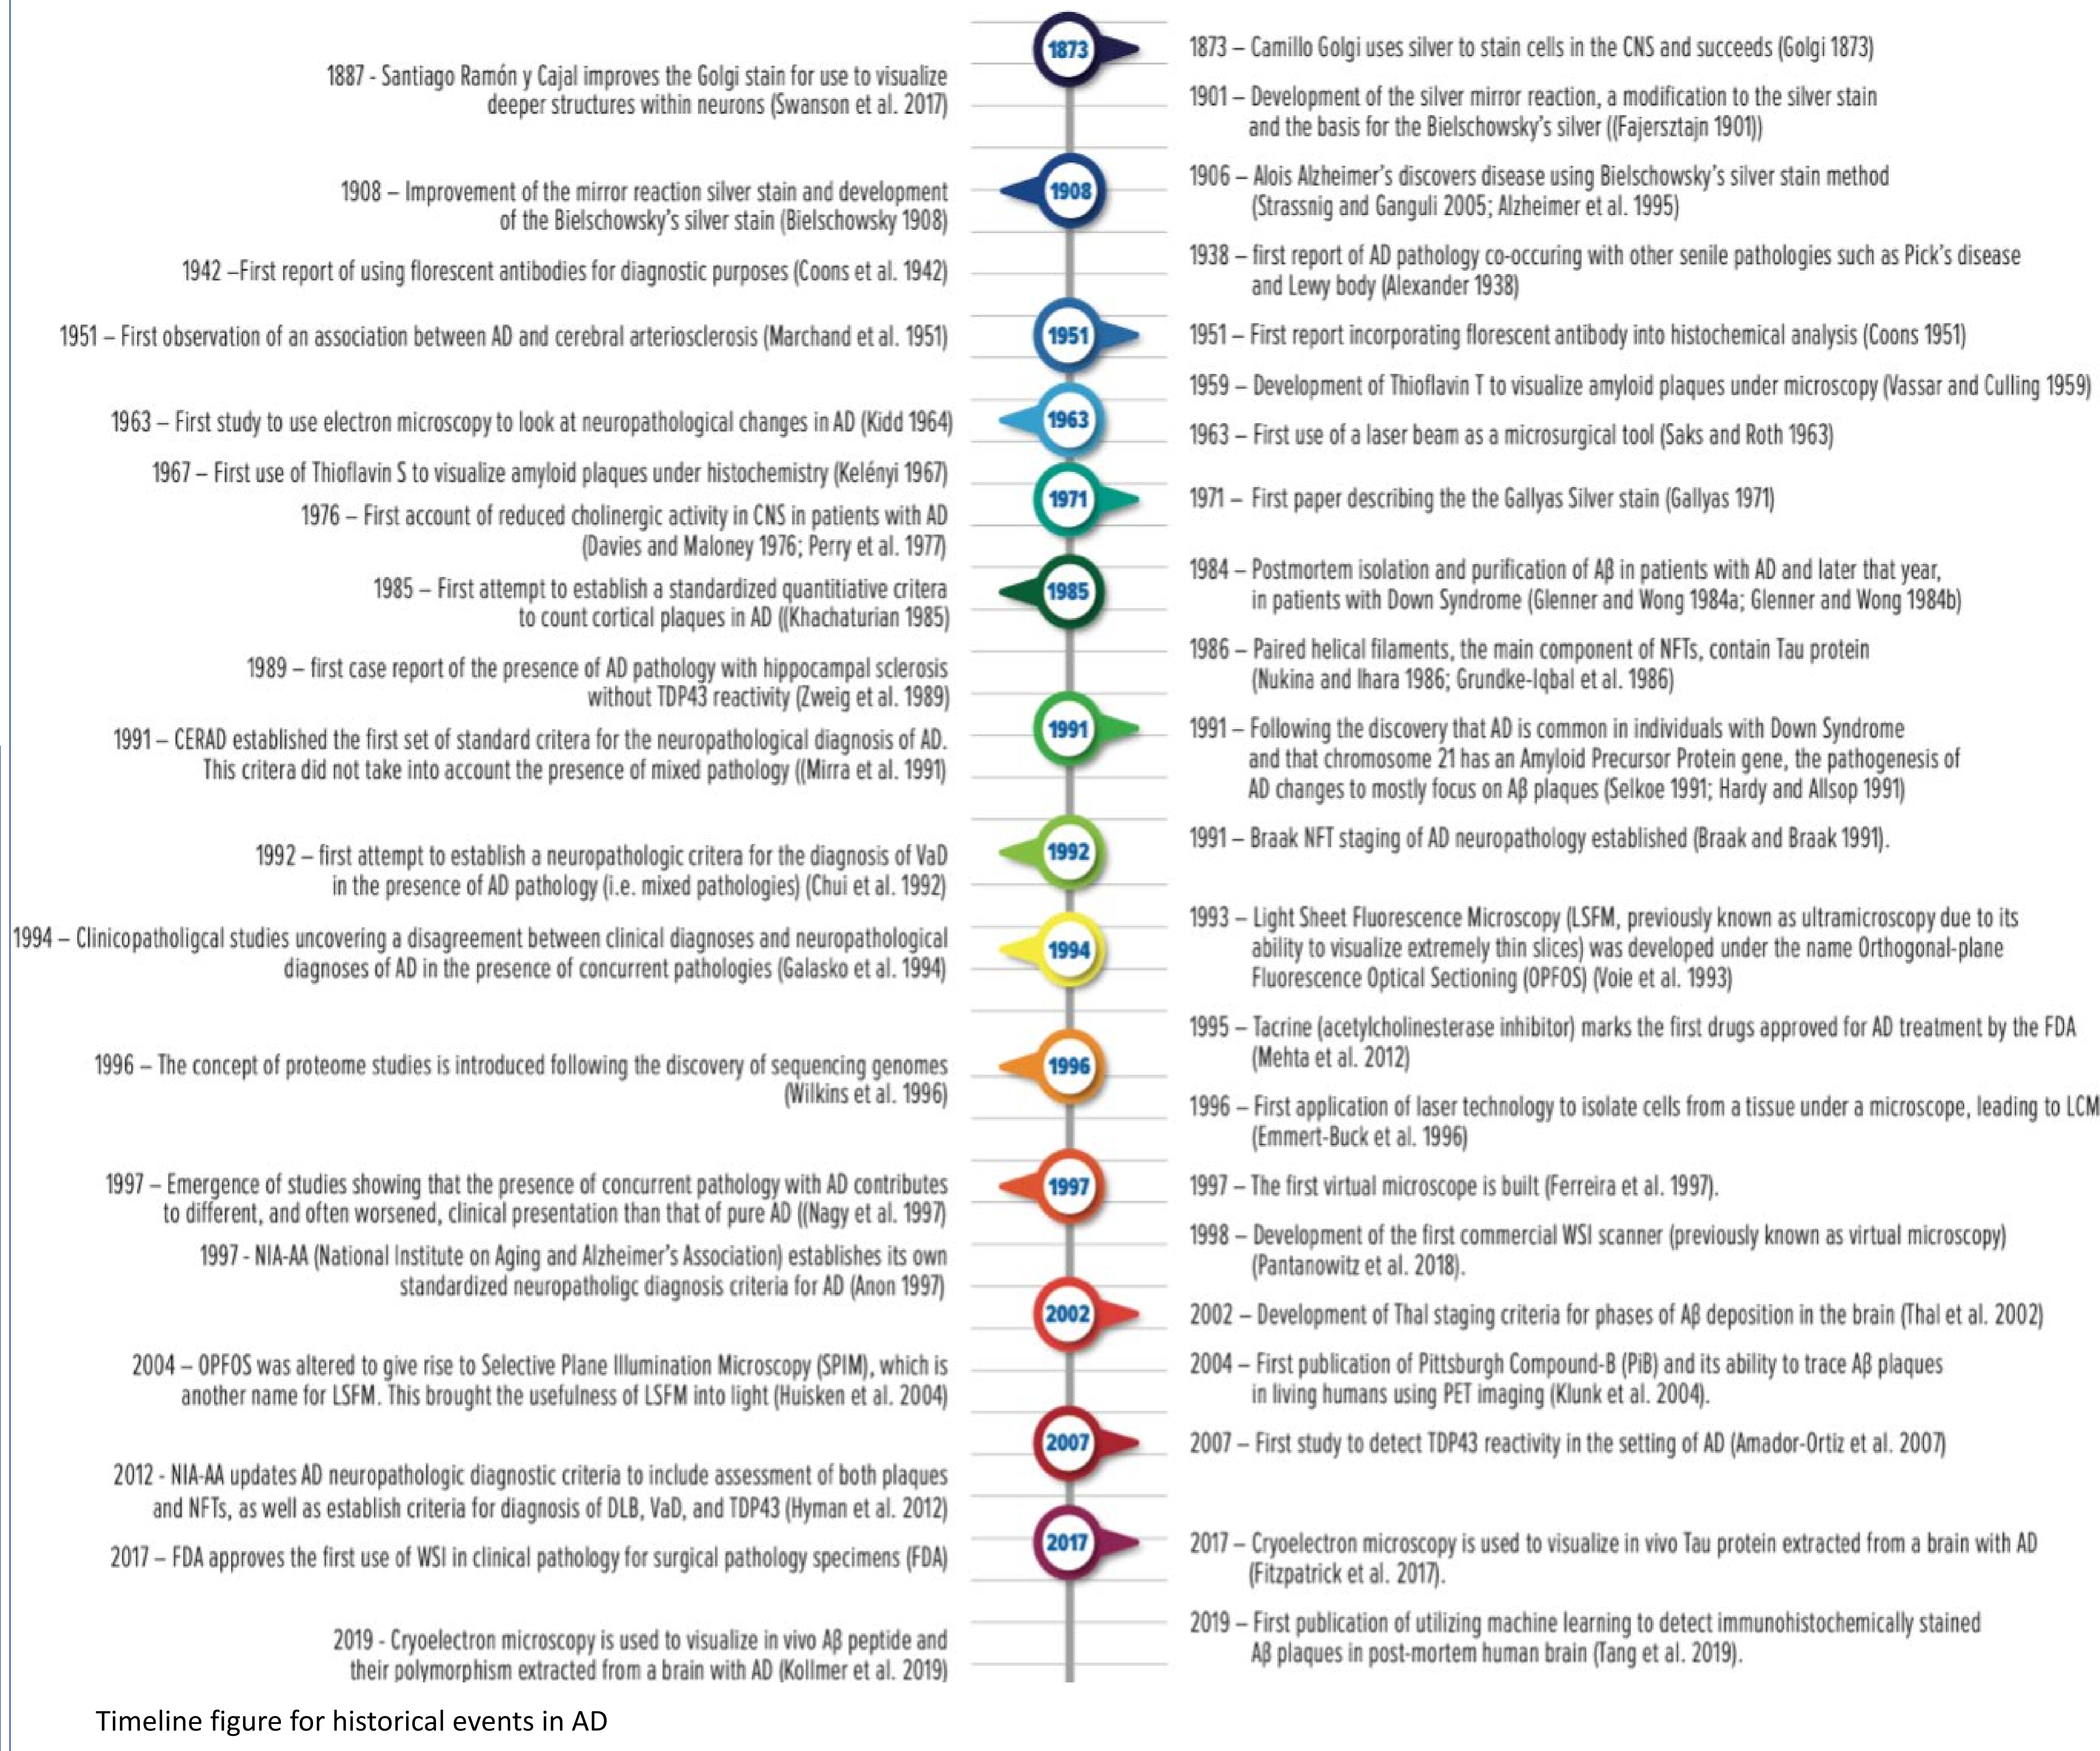 1873
1873 – Camillo Golgi uses silver to stain cells in the CNS and succeeds (Golgi 1873)
1887 - Santiago Ramón y Cajal improves the Golgi stain for use to visualize
deeper structures within neurons (Swanson et al. 2017)
1901 – Development of the silver mirror reaction, a modification to the silver stain
and the basis for the Bielschowsky's silver ((Fajersztajn 1901))
1906 – Alois Alzheimer's discovers disease using Bielschowsky's silver stain method
(Strassnig and Ganguli 2005; Alzheimer et al. 1995)
1908
1908 – Improvement of the mirror reaction silver stain and development
of the Bielschowsky's silver stain (Bielschowsky 1908)
1938 – first report of AD pathology co-occuring with other senile pathologies such as Pick's disease
and Lewy body (Alexander 1938)
1942 –First report of using florescent antibodies for diagnostic purposes (Coons et al. 1942)
1951
1951 – First observation of an association between AD and cerebral arteriosclerosis (Marchand et al. 1951)
1951 – First report incorporating florescent antibody into histochemical analysis (Coons 1951)
1959 – Development of Thioflavin T to visualize amyloid plaques under microscopy (Vassar and Culling 1959)
1963
1963 – First study to use electron microscopy to look at neuropathological changes in AD (Kidd 1964)
1963 – First use of a laser beam as a microsurgical tool (Saks and Roth 1963)
1967 – First use of Thioflavin S to visualize amyloid plaques under histochemistry (Kelényi 1967)
1971
1971 – First paper describing the the Gallyas Silver stain (Gallyas 1971)
1976 – First account of reduced cholinergic activity in CNS in patients with AD
(Davies and Maloney 1976; Perry et al. 1977)
1984 – Postmortem isolation and purification of Aβ in patients with AD and later that year,
in patients with Down Syndrome (Glenner and Wong 1984a; Glenner and Wong 1984b)
1985
1985 – First attempt to establish a standardized quantitiative critera
to count cortical plaques in AD ((Khachaturian 1985)
1986 – Paired helical filaments, the main component of NFTs, contain Tau protein
(Nukina and Ihara 1986; Grundke-Iqbal et al. 1986)
1989 – first case report of the presence of AD pathology with hippocampal sclerosis
without TDP43 reactivity (Zweig et al. 1989)
1991
1991 – CERAD established the first set of standard critera for the neuropathological diagnosis of AD.
This critera did not take into account the presence of mixed pathology ((Mirra et al. 1991)
1991 – Following the discovery that AD is common in individuals with Down Syndrome
and that chromosome 21 has an Amyloid Precursor Protein gene, the pathogenesis of
AD changes to mostly focus on Aβ plaques (Selkoe 1991; Hardy and Allsop 1991)
1991 – Braak NFT staging of AD neuropathology established (Braak and Braak 1991).
1992
1992 – first attempt to establish a neuropathologic critera for the diagnosis of VaD
in the presence of AD pathology (i.e. mixed pathologies) (Chui et al. 1992)
1993 – Light Sheet Fluorescence Microscopy (LSFM, previously known as ultramicroscopy due to its
ability to visualize extremely thin slices) was developed under the name Orthogonal-plane
Fluorescence Optical Sectioning (OPFOS) (Voie et al. 1993)
1994
1994 – Clinicopatholigcal studies uncovering a disagreement between clinical diagnoses and neuropathological
diagnoses of AD in the presence of concurrent pathologies (Galasko et al. 1994)
1995 – Tacrine (acetylcholinesterase inhibitor) marks the first drugs approved for AD treatment by the FDA
(Mehta et al. 2012)
1996
1996 – The concept of proteome studies is introduced following the discovery of sequencing genomes
(Wilkins et al. 1996)
1996 – First application of laser technology to isolate cells from a tissue under a microscope, leading to LCM
(Emmert-Buck et al. 1996)
1997
1997 – Emergence of studies showing that the presence of concurrent pathology with AD contributes
to different, and often worsened, clinical presentation than that of pure AD ((Nagy et al. 1997)
1997 – The first virtual microscope is built (Ferreira et al. 1997).
1997 - NIA-AA (National Institute on Aging and Alzheimer's Association) establishes its own
standardized neuropatholigc diagnosis criteria for AD (Anon 1997)
1998 – Development of the first commercial WSI scanner (previously known as virtual microscopy)
(Pantanowitz et al. 2018).
2002
2002 – Development of Thal staging criteria for phases of Aβ deposition in the brain (Thal et al. 2002)
2004 – OPFOS was altered to give rise to Selective Plane Illumination Microscopy (SPIM), which is
another name for LSFM. This brought the usefulness of LSFM into light (Huisken et al. 2004)
2004 – First publication of Pittsburgh Compound-B (PiB) and its ability to trace Aβ plaques
in living humans using PET imaging (Klunk et al. 2004).
2007
2007 – First study to detect TDP43 reactivity in the setting of AD (Amador-Ortiz et al. 2007)
2012 - NIA-AA updates AD neuropathologic diagnostic criteria to include assessment of both plaques
and NFTs, as well as establish criteria for diagnosis of DLB, VaD, and TDP43 (Hyman et al. 2012)
2017
2017 – FDA approves the first use of WSI in clinical pathology for surgical pathology specimens (FDA)
2017 – Cryoelectron microscopy is used to visualize in vivo Tau protein extracted from a brain with AD
(Fitzpatrick et al. 2017).
2019 - Cryoelectron microscopy is used to visualize in vivo Aβ peptide and
their polymorphism extracted from a brain with AD (Kollmer et al. 2019)
2019 – First publication of utilizing machine learning to detect immunohistochemically stained
Aβ plaques in post-mortem human brain (Tang et al. 2019).
Timeline figure for historical events in AD